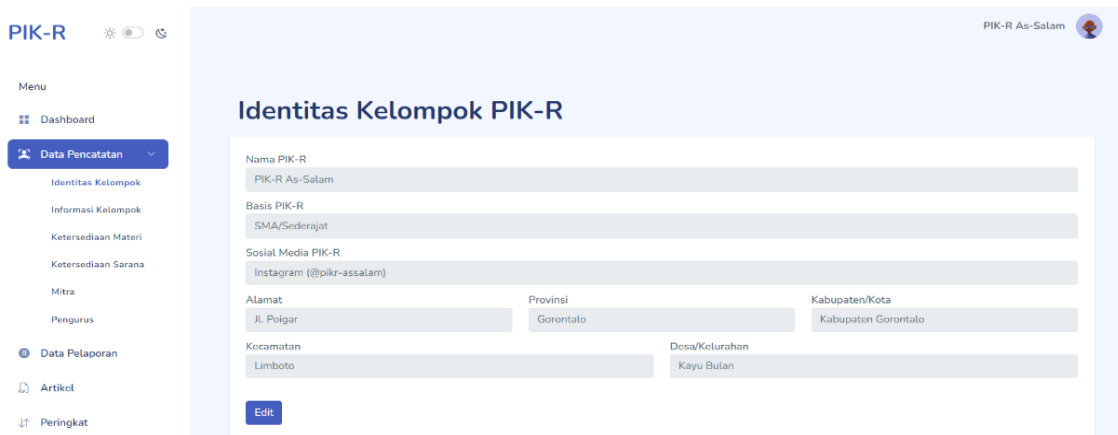 PIK-R
PIK-R As-Salam
Menu
Dashboard
Data Pencatatan
Identitas Kelompok
Informasi Kelompok
Ketersediaan Materi
Ketersediaan Sarana
Mitra
Pengurus
Data Pelaporan
Artikel
Peringkat
Identitas Kelompok PIK-R
Nama PIK-R
PIK-R As-Salam
Basis PIK-R
SMA/Sederajat
Sosial Media PIK-R
Instagram (@pikr-assalam)
Alamat Provinsi Kabupaten/Kota
Jl. Poigar Gorontalo Kabupaten Gorontalo
Kecamatan Desa/Kelurahan
Limboto Kayu Bulan
Edit